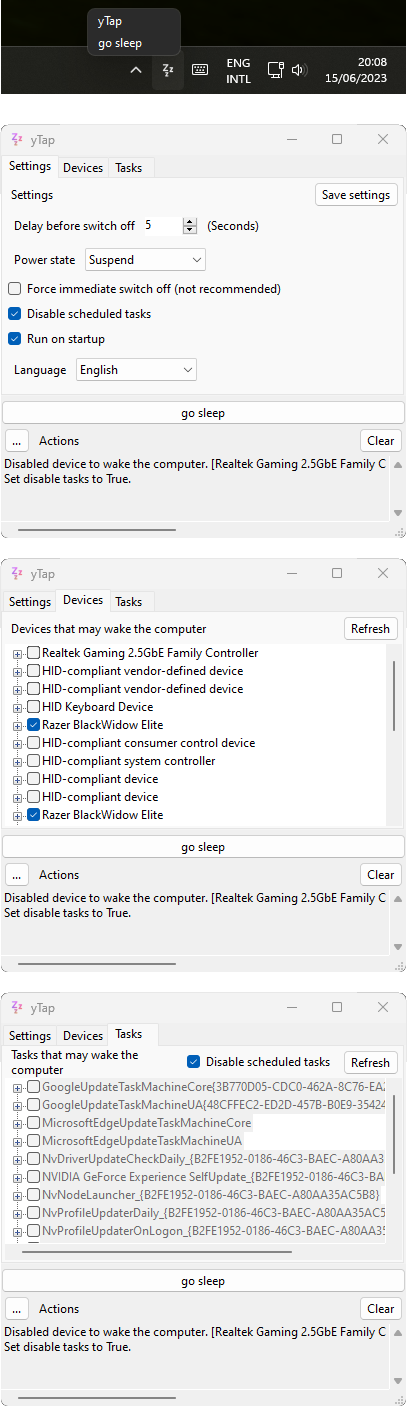 yTap
go sleep
ENG
INTL
20:08
15/06/2023
yTap
Settings Devices Tasks
Settings Save settings
Delay before switch off 5 (Seconds)
Power state Suspend
Force immediate switch off (not recommended)
Disable scheduled tasks
Run on startup
Language English
go sleep
... Actions Clear
Disabled device to wake the computer. [Realtek Gaming 2.5GbE Family C
Set disable tasks to True.
yTap
Settings Devices Tasks
Devices that may wake the computer Refresh
Realtek Gaming 2.5GbE Family Controller
HID-compliant vendor-defined device
HID-compliant vendor-defined device
HID Keyboard Device
Razer BlackWidow Elite
HID-compliant consumer control device
HID-compliant system controller
HID-compliant device
HID-compliant device
Razer BlackWidow Elite
go sleep
... Actions Clear
Disabled device to wake the computer. [Realtek Gaming 2.5GbE Family C
Set disable tasks to True.
yTap
Settings Devices Tasks
Tasks that may wake the
computer
Disable scheduled tasks Refresh
GoogleUpdateTaskMachineCore{3B770D05-CDC0-462A-8C76-EA2
GoogleUpdateTaskMachineUA{48CFFEC2-ED2D-457B-B0E9-35424
MicrosoftEdgeUpdateTaskMachineCore
MicrosoftEdgeUpdateTaskMachineUA
NvDriverUpdateCheckDaily_{B2FE1952-0186-46C3-BAEC-A80AA3
NVIDIA GeForce Experience SelfUpdate_{B2FE1952-0186-46C3-BA
NvNodeLauncher_{B2FE1952-0186-46C3-BAEC-A80AA35AC5B8}
NvProfileUpdaterDaily_{B2FE1952-0186-46C3-BAEC-A80AA35AC5
NvProfileUpdaterOnLogon_{B2FE1952-0186-46C3-BAEC-A80AA35
go sleep
... Actions Clear
Disabled device to wake the computer. [Realtek Gaming 2.5GbE Family C
Set disable tasks to True.